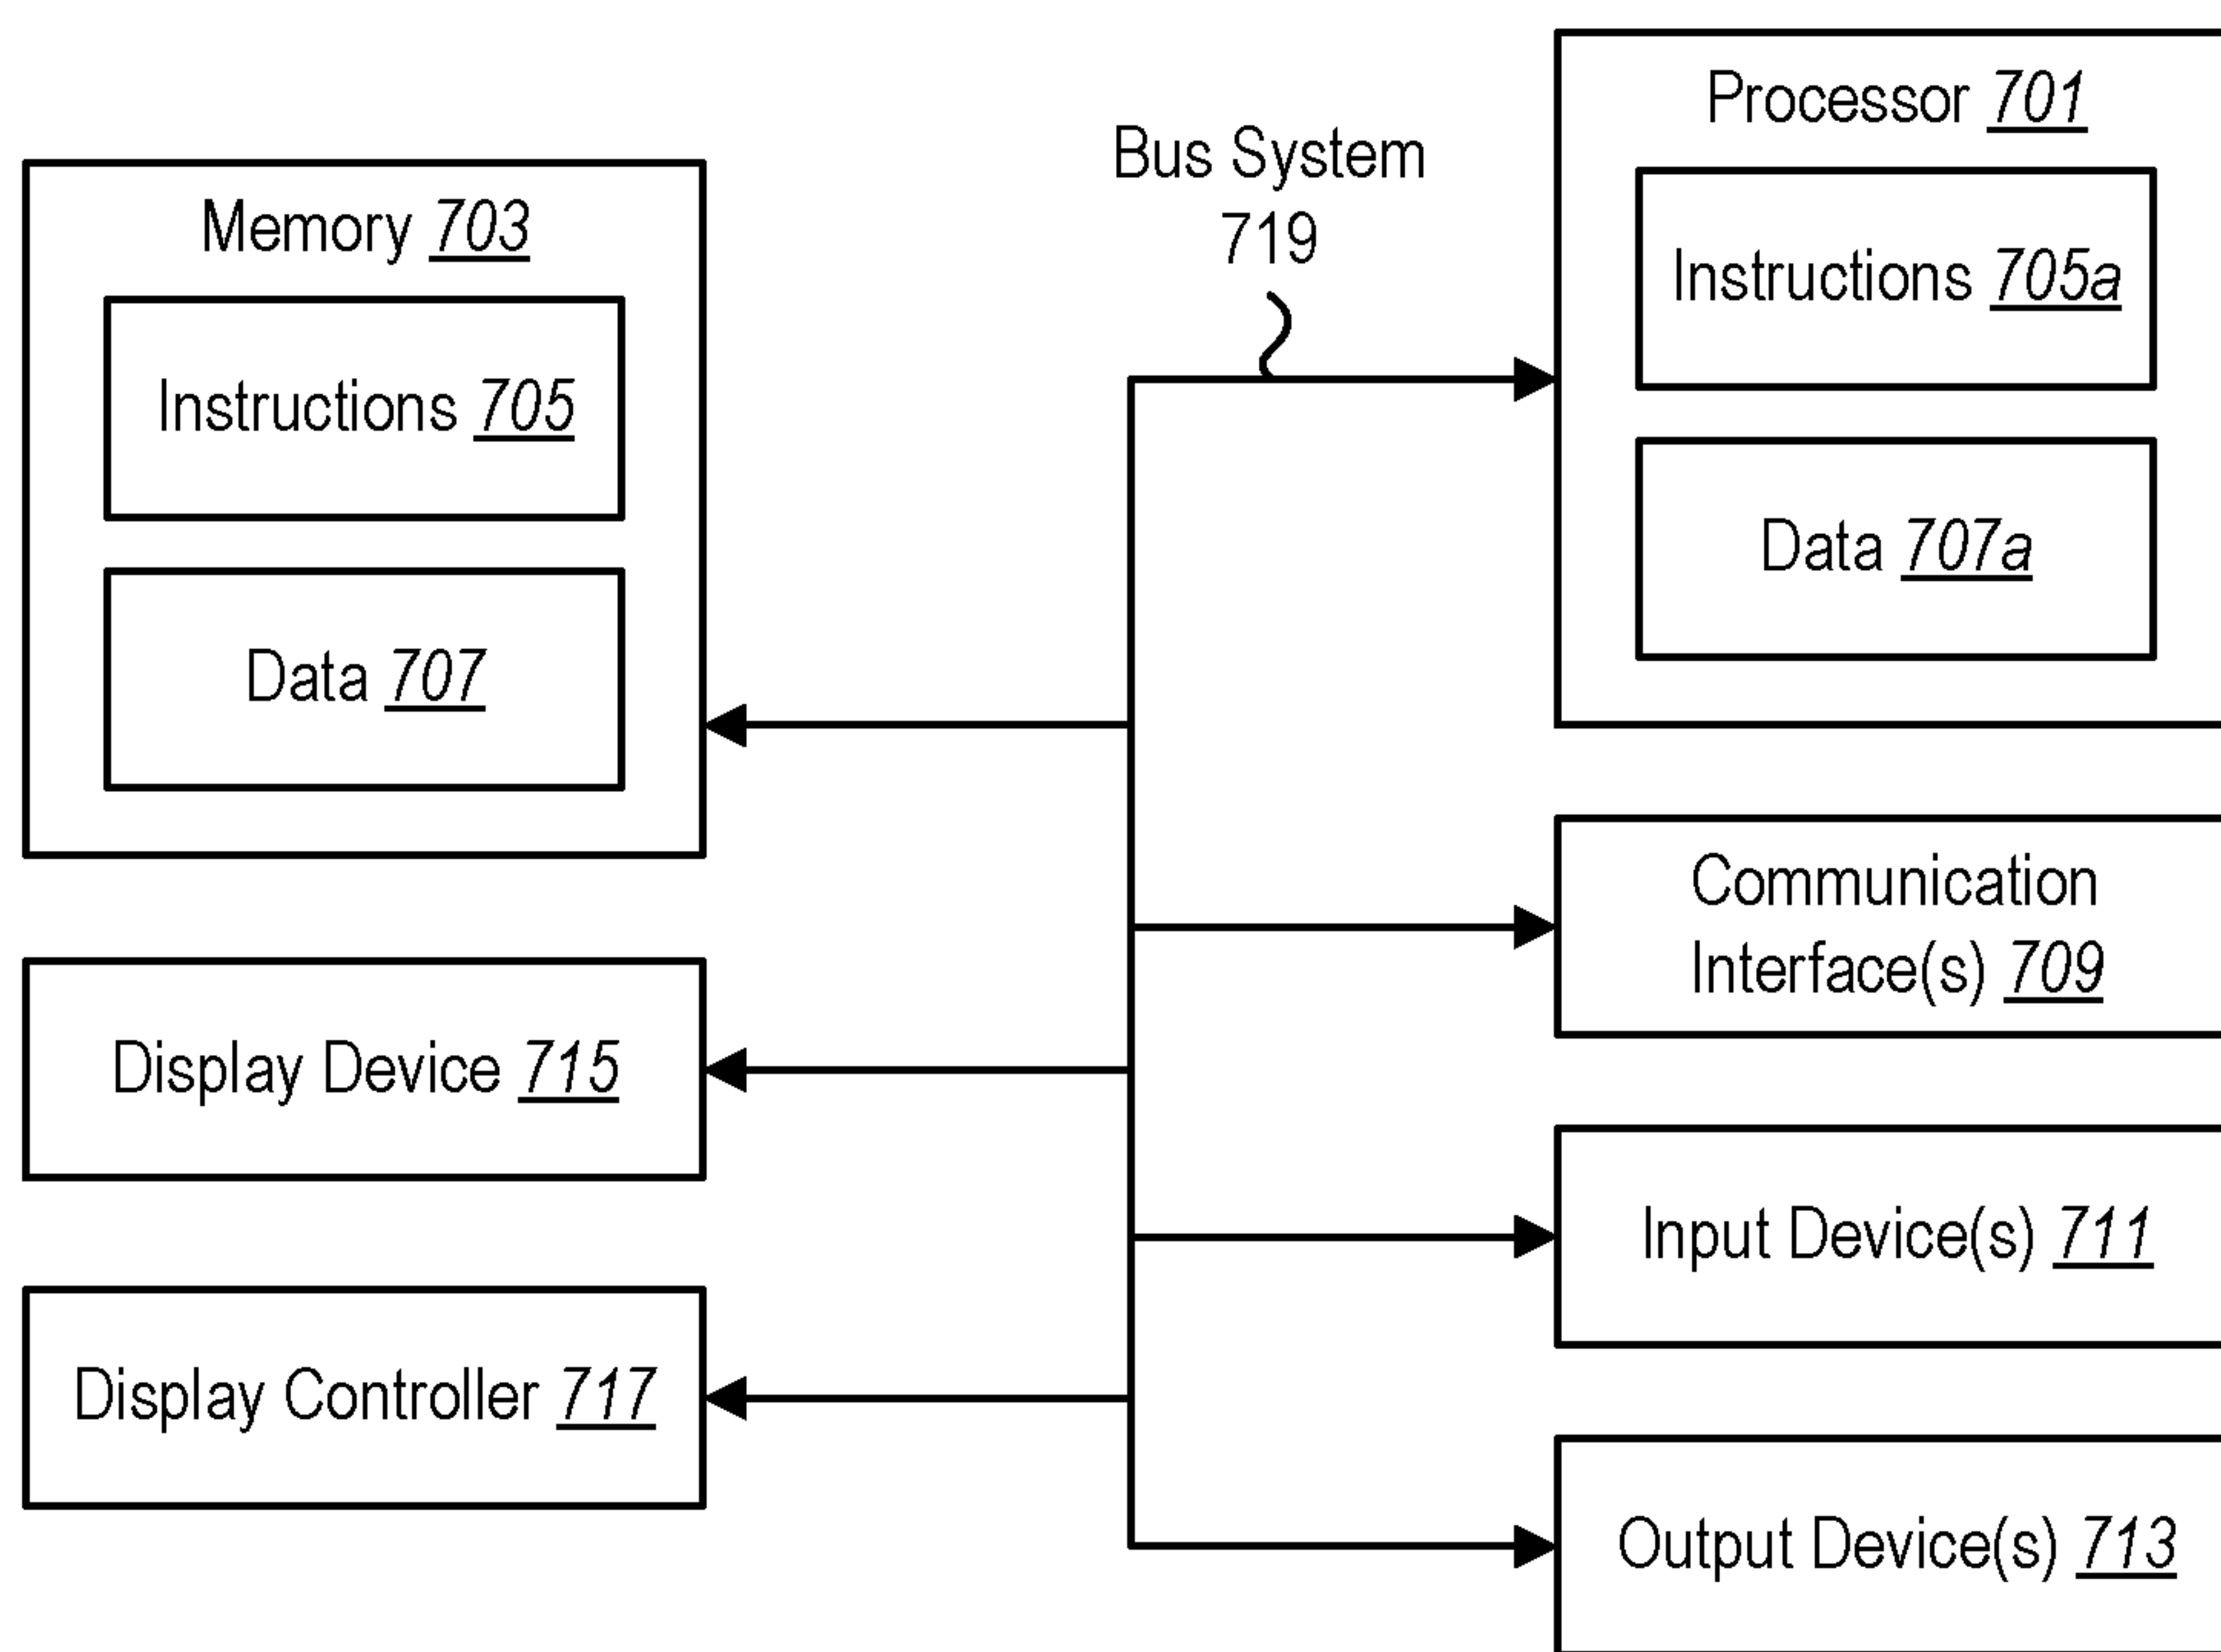 Memory 703
Instructions 705
Data 707
Display Device 715
Display Controller 717
Bus System
719
Processor 701
Instructions 705a
Data 707a
Communication
Interface(s) 709
Input Device(s) 711
Output Device(s) 713